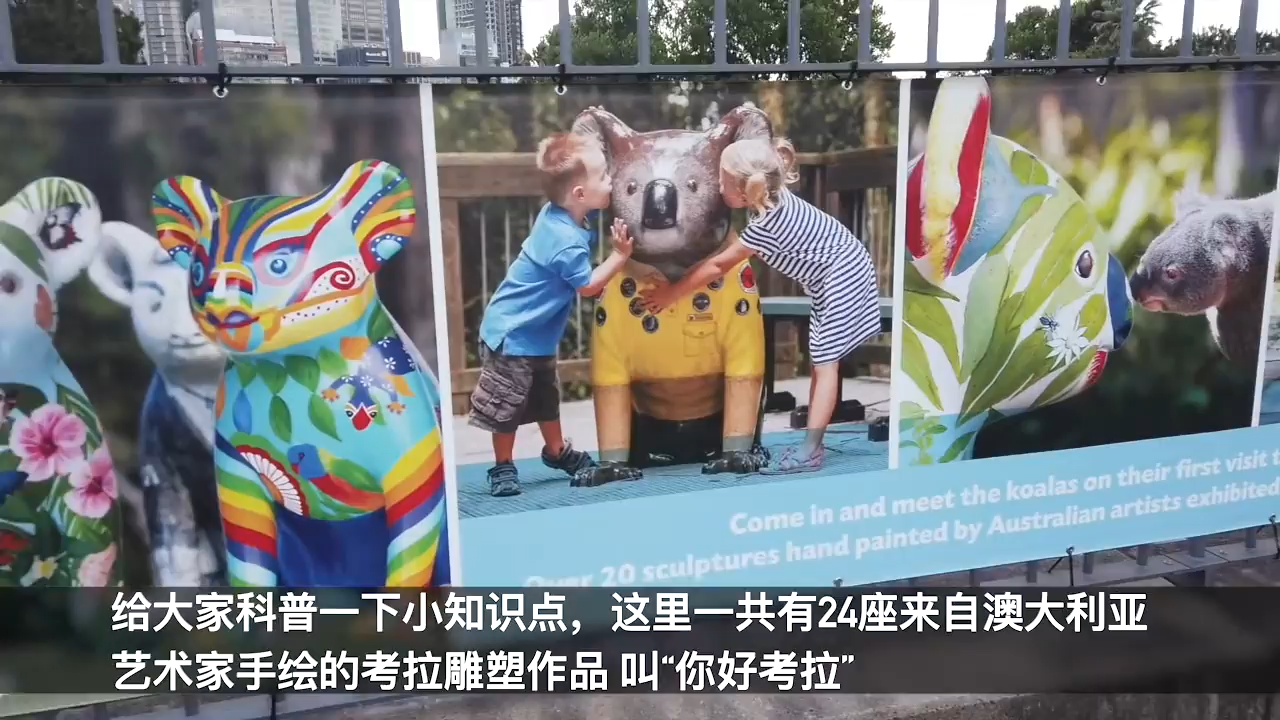 Come in and meet the koalas on their first visit
Over 20 sculptures hand painted by Australian artists exhibited
给大家科普一下小知识点，这里一共有24座来自澳大利亚
艺术家手绘的考拉雕塑作品 叫“你好考拉”